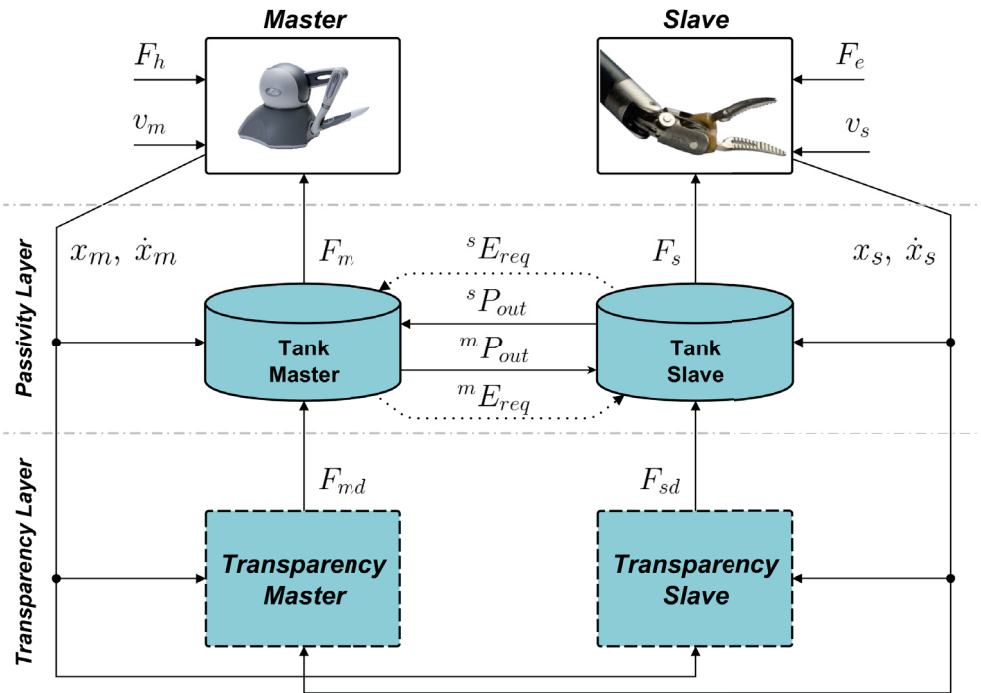 Master
Slave
F_h
F_e
v_m
v_s
x_m, ẋ_m
F_m
^sE_req
F_s
x_s, ẋ_s
Passivity Layer
^sP_out
Tank
Master
^mP_out
Tank
Slave
^mE_req
F_md
F_sd
Transparency Layer
Transparency
Master
Transparency
Slave